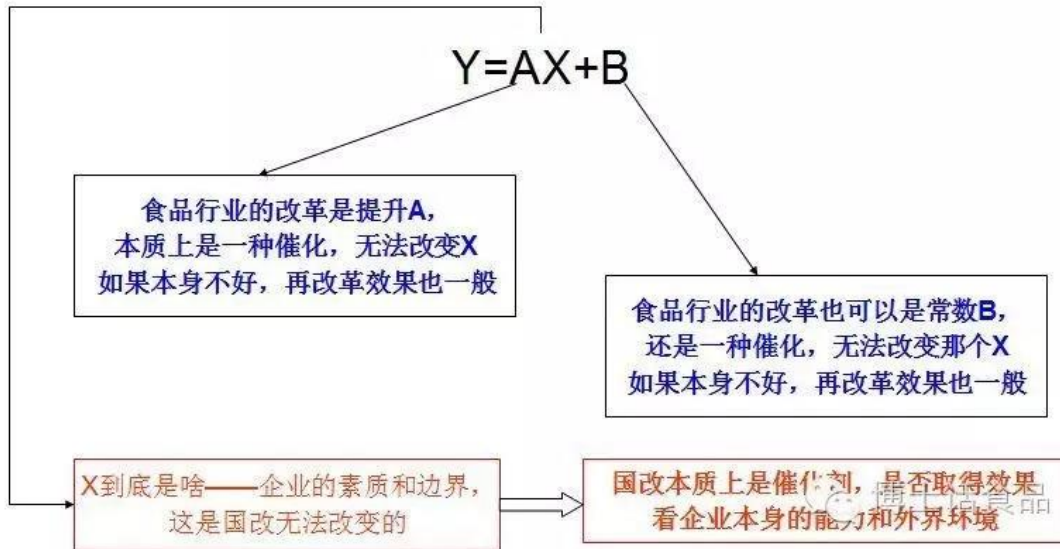 Y=AX+B
食品行业的改革是提升A，
本质上是一种催化，无法改变X
如果本身不好，再改革效果也一般
食品行业的改革也可以是常数B，
还是一种催化，无法改变那个X
如果本身不好，再改革效果也一般
X到底是啥——企业的素质和边界，
这是国改无法改变的
国改本质上是催化剂，是否取得效果
看企业本身的能力和外界环境
博士话食品